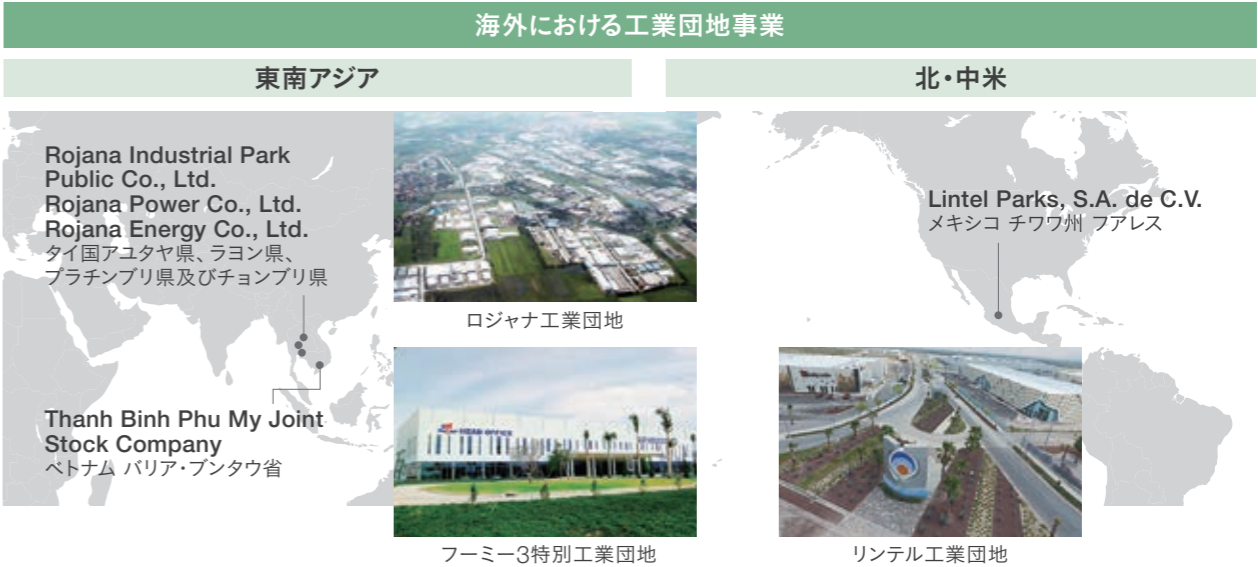 海外における工業団地事業
東南アジア
北・中米
Rojana Industrial Park
Public Co., Ltd.
Rojana Power Co., Ltd.
Rojana Energy Co., Ltd.
タイ国アユタヤ県、ラヨン県、
プラチンブリ県及びチョンブリ県
ロジャナ工業団地
Thanh Binh Phu My Joint
Stock Company
ベトナム バリア・ブンタウ省
HEAD OFFICE
フーミー3特別工業団地
Lintel Parks, S.A. de C.V.
メキシコ チワワ州 フアレス
リンテル工業団地